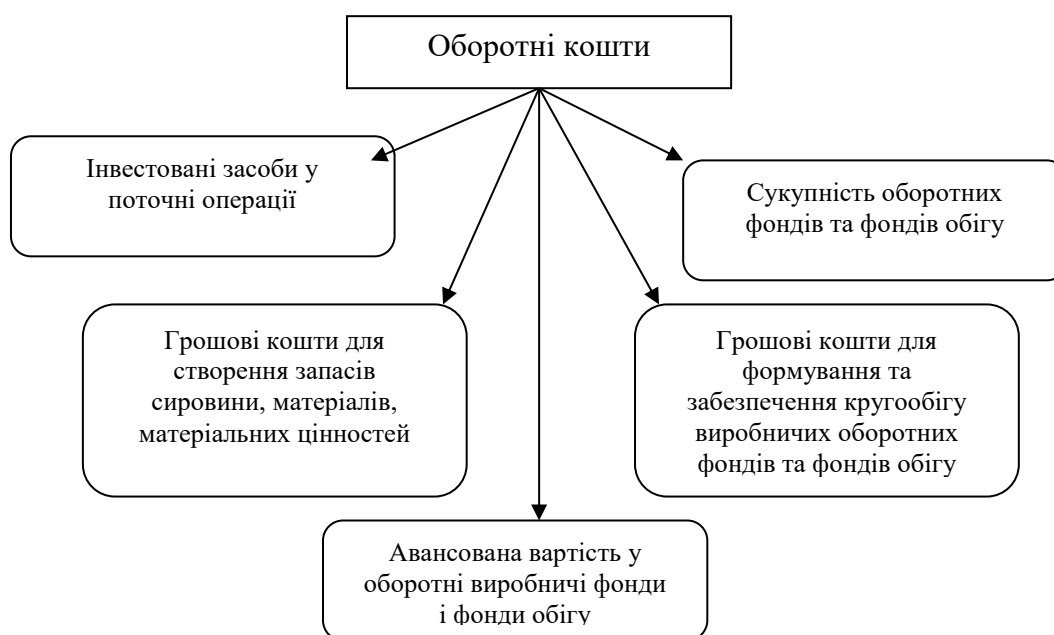 Оборотні кошти
Інвестовані засоби у
поточні операції
Сукупність оборотних
фондів та фондів обігу
Грошові кошти для
створення запасів
сировини, матеріалів,
матеріальних цінностей
Грошові кошти для
формування та
забезпечення кругообігу
виробничих оборотних
фондів та фондів обігу
Авансована вартість у
оборотні виробничі фонди
і фонди обігу